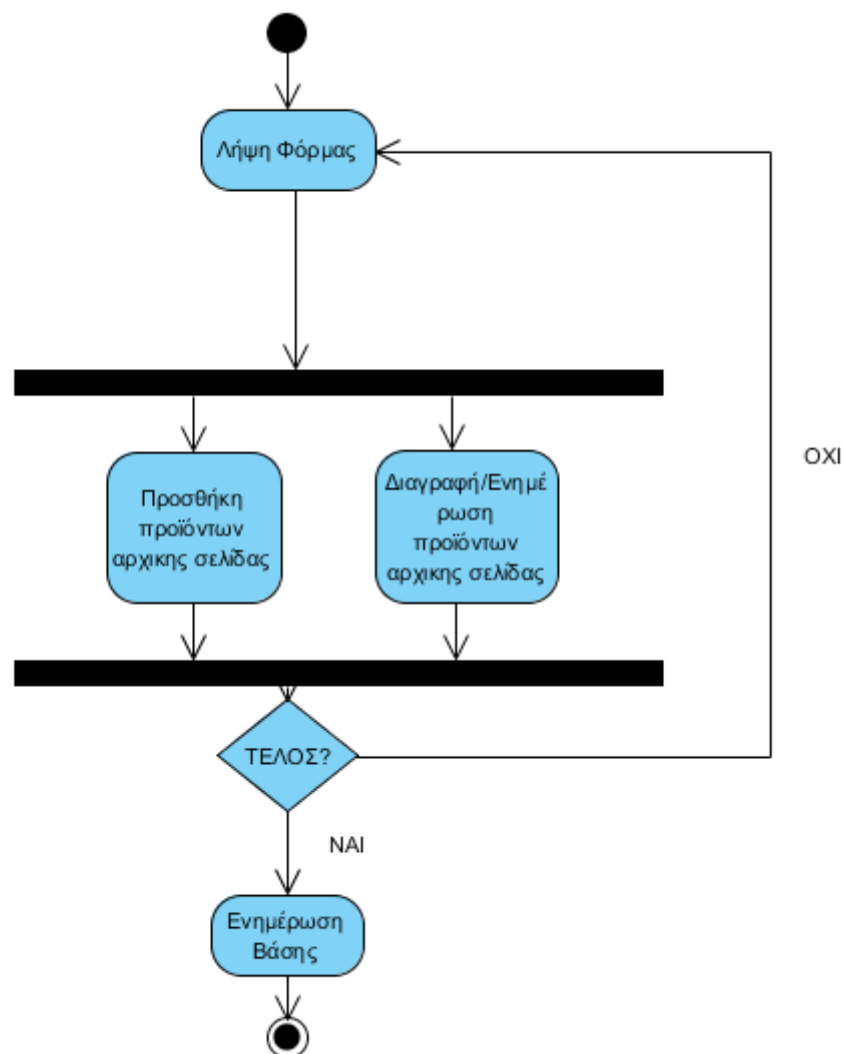 Λήψη Φόρμας
ΟΧΙ
Προσθήκη
προϊόντων
αρχικης σελίδας
Διαγραφή/Ενημέ
ρωση
προϊόντων
αρχικης σελίδας
ΤΕΛΟΣ?
ΝΑΙ
Ενημέρωση
Βάσης